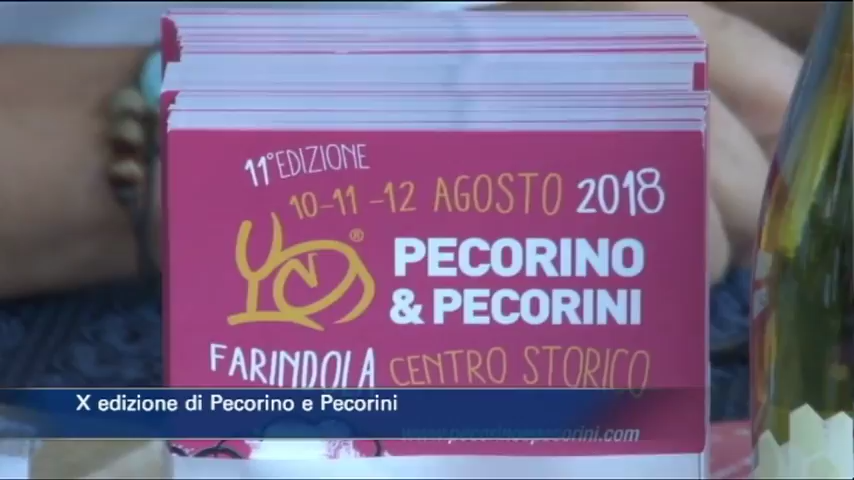 11° EDIZIONE
10-11-12 AGOSTO 2018
®
PECORINO
& PECORINI
FARINDOLA CENTRO STORICO
X edizione di Pecorino e Pecorini
www.pecorinoepecorini.com